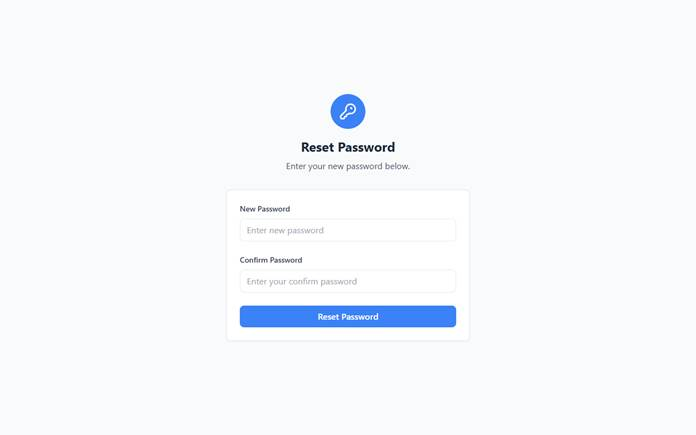 Reset Password
Enter your new password below.
New Password
Enter new password
Confirm Password
Enter your confirm password
Reset Password